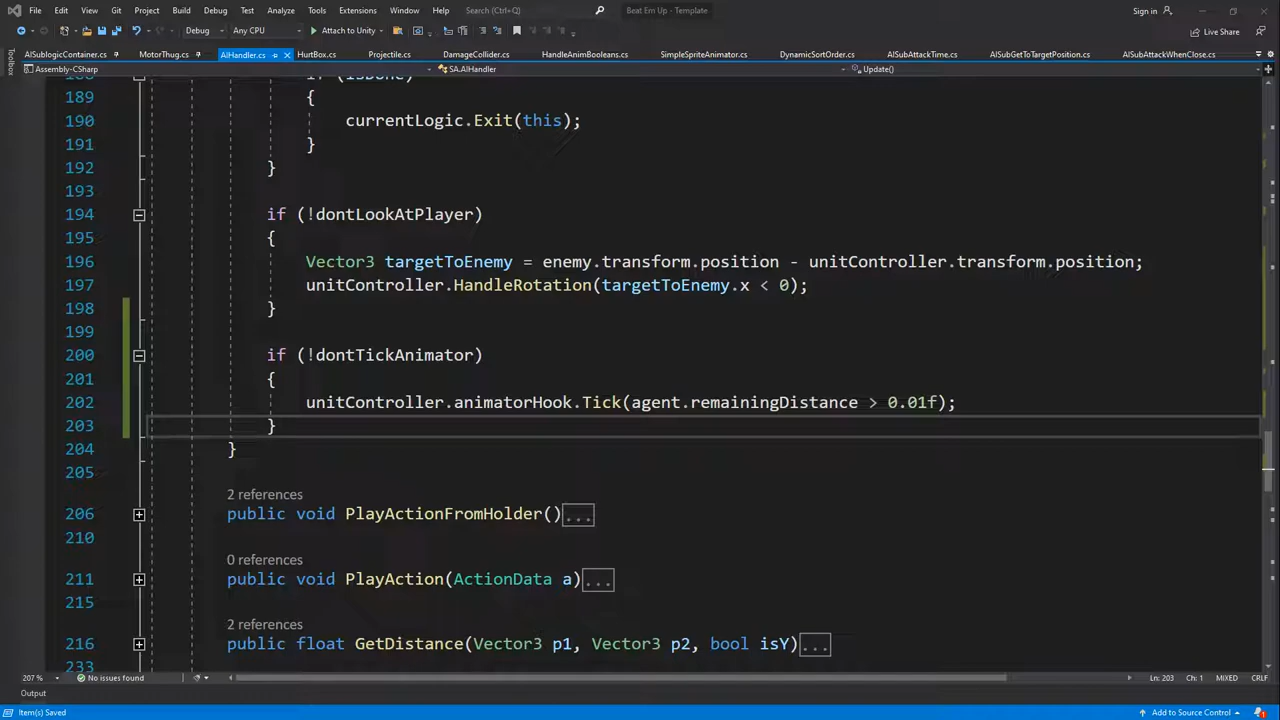 File Edit View Git Project Build Debug Test Analyze Tools Extensions Window Help Search (Ctrl+Q) Beat Em Up - Template Sign in
Debug Any CPU Attach to Unity Live Share
AISublogicContainer.cs MotorThug.cs AIHandler.cs HurtBox.cs Projectile.cs DamageCollider.cs HandleAnimBooleans.cs SimpleSpriteAnimator.cs DynamicSortOrder.cs AISubAttackTime.cs AISubGetToTargetPosition.cs AISubAttackWhenClose.cs
Toolbox
Assembly-CSharp SA.AIHandler Update()
188 if (isDone)
189 {
190 currentLogic.Exit(this);
191 }
192 }
193
194 if (!dontLookAtPlayer)
195 {
196 Vector3 targetToEnemy = enemy.transform.position - unitController.transform.position;
197 unitController.HandleRotation(targetToEnemy.x < 0);
198 }
199
200 if (!dontTickAnimator)
201 {
202 unitController.animatorHook.Tick(agent.remainingDistance > 0.01f);
203 }
204 }
205
2 references
206 public void PlayActionFromHolder()...
210
0 references
211 public void PlayAction(ActionData a)...
215
2 references
216 public float GetDistance(Vector3 p1, Vector3 p2, bool isY)...
233
207 % No issues found Ln: 203 Ch: 1 MIXED CRLF
Output
Item(s) Saved Add to Source Control 1